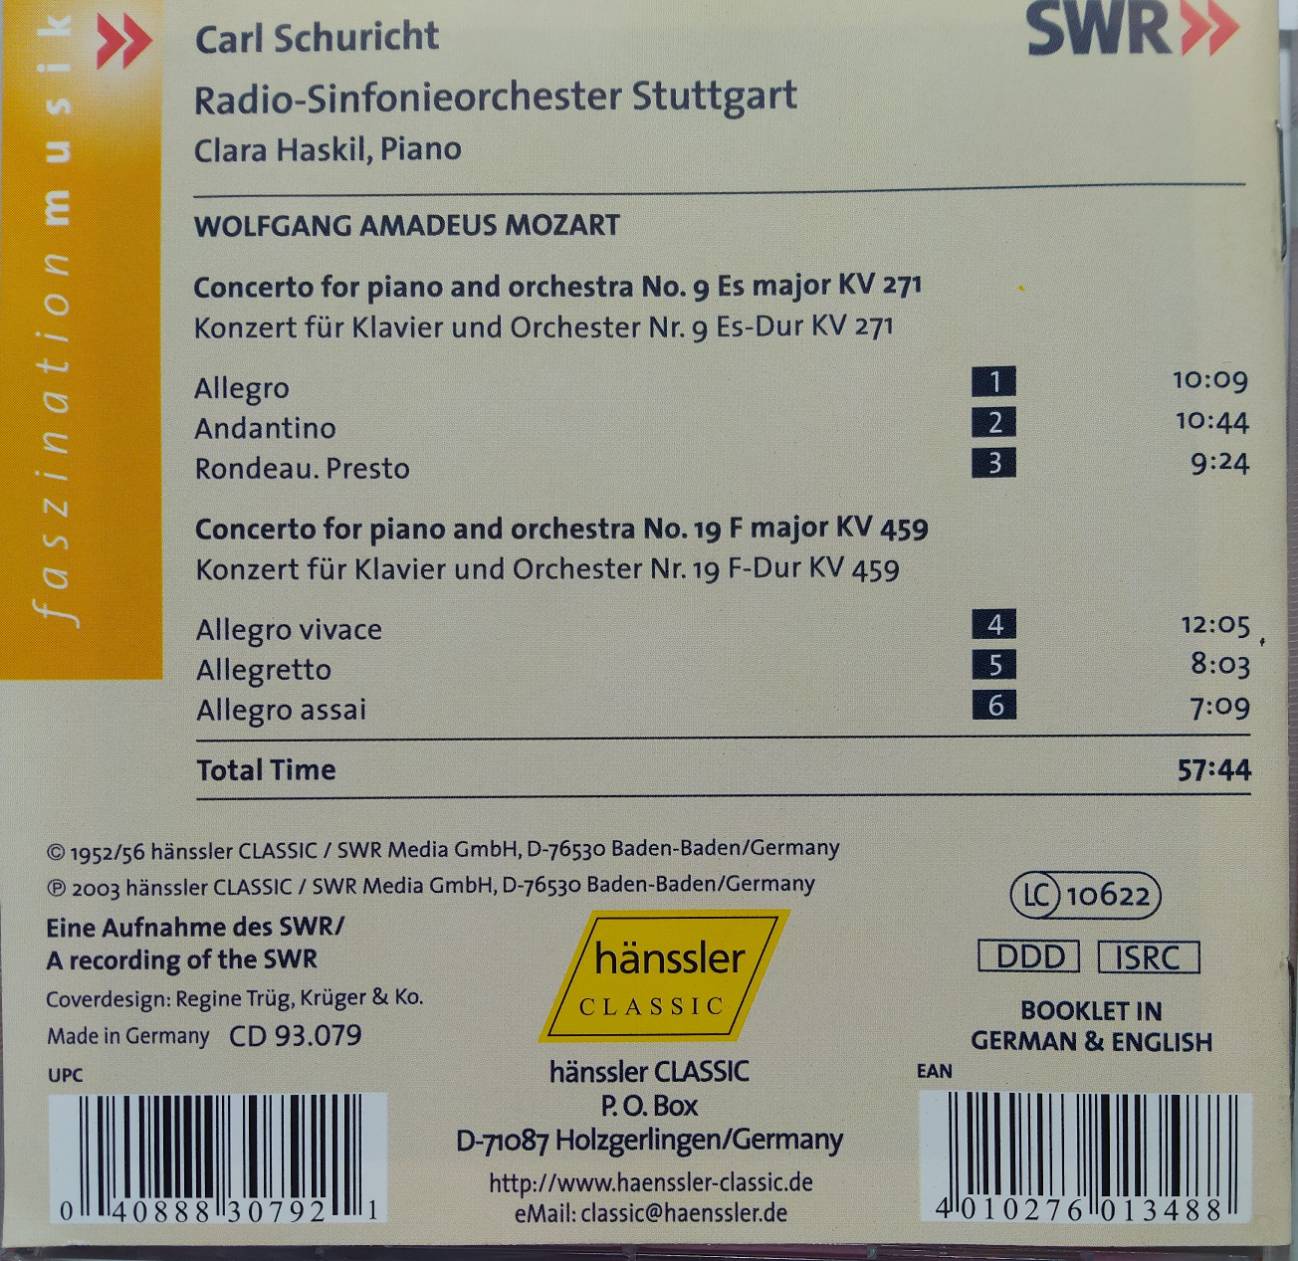 faszination musik
SWR
Carl Schuricht
Radio-Sinfonieorchester Stuttgart
Clara Haskil, Piano
WOLFGANG AMADEUS MOZART
Concerto for piano and orchestra No. 9 Es major KV 271
Konzert für Klavier und Orchester Nr. 9 Es-Dur KV 271
Allegro 1 10:09
Andantino 2 10:44
Rondeau. Presto 3 9:24
Concerto for piano and orchestra No. 19 F major KV 459
Konzert für Klavier und Orchester Nr. 19 F-Dur KV 459
Allegro vivace 4 12:05
Allegretto 5 8:03
Allegro assai 6 7:09
Total Time 57:44
© 1952/56 hänssler CLASSIC / SWR Media GmbH, D-76530 Baden-Baden/Germany
℗ 2003 hänssler CLASSIC / SWR Media GmbH, D-76530 Baden-Baden/Germany
Eine Aufnahme des SWR/
A recording of the SWR
Coverdesign: Regine Trüg, Krüger & Ko.
Made in Germany CD 93.079
UPC
0 40888 30792 1
hänssler
CLASSIC
hänssler CLASSIC
P. O. Box
D-71087 Holzgerlingen/Germany
http://www.haenssler-classic.de
eMail: classic@haenssler.de
LC 10622
DDD ISRC
BOOKLET IN
GERMAN & ENGLISH
EAN
4 010276 013488